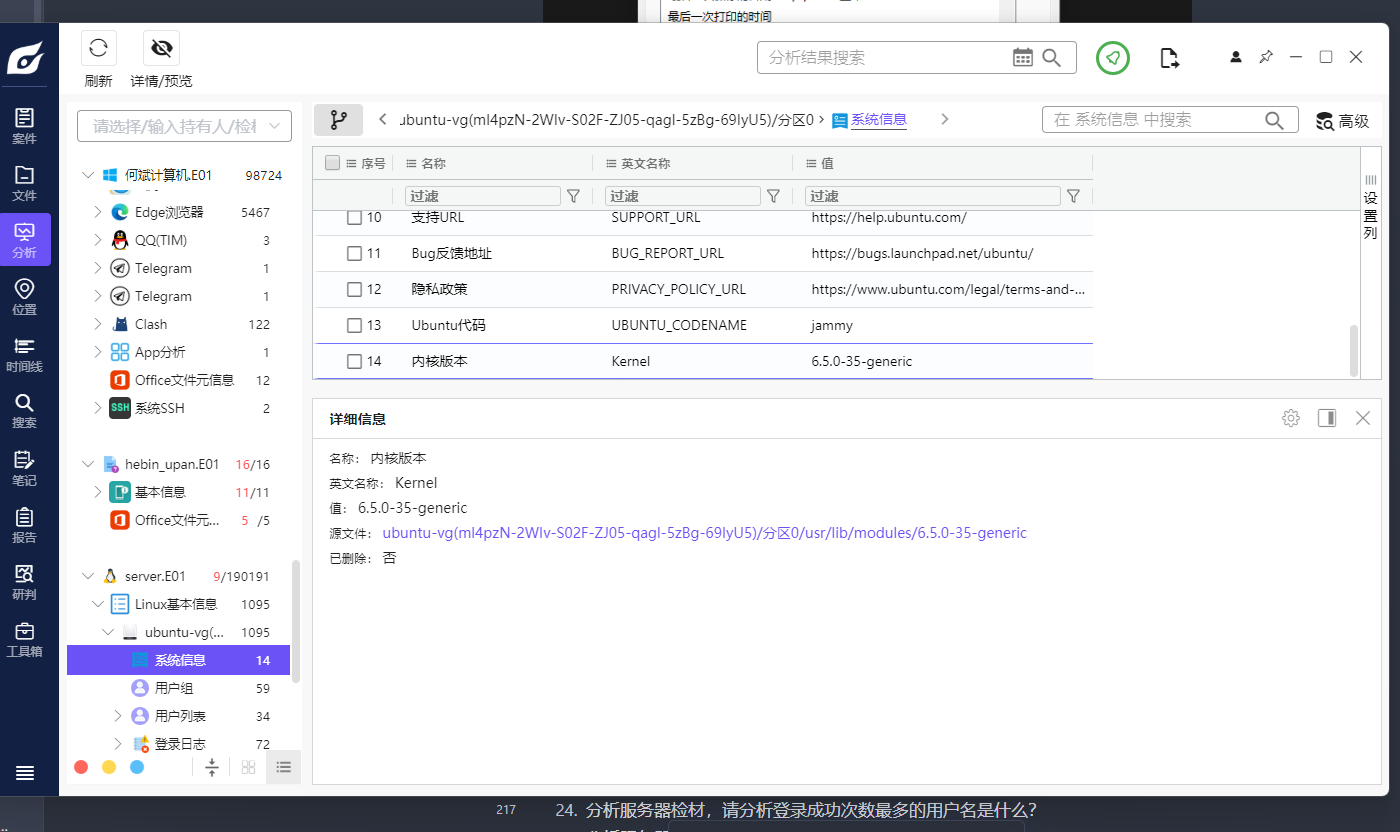 最后一次打印的时间
刷新
详情/预览
分析结果搜索
案件
文件
分析
位置
时间线
搜索
笔记
报告
研判
工具箱
请选择/输入持有人/检
何斌计算机.E01 98724
Edge浏览器 5467
QQ(TIM) 3
Telegram 1
Telegram 1
Clash 122
App分析 1
Office文件元信息 12
SSH 系统SSH 2
hebin_upan.E01 16/16
基本信息 11/11
Office文件元... 5 /5
server.E01 9/190191
Linux基本信息 1095
ubuntu-vg(... 1095
系统信息 14
用户组 59
用户列表 34
登录日志 72
ubuntu-vg(ml4pzN-2Wlv-S02F-ZJ05-qagI-5zBg-69IyU5)/分区0 › 系统信息
在 系统信息 中搜索
高级
序号 名称 英文名称 值
过滤 过滤 过滤
10 支持URL SUPPORT_URL https://help.ubuntu.com/
11 Bug反馈地址 BUG_REPORT_URL https://bugs.launchpad.net/ubuntu/
12 隐私政策 PRIVACY_POLICY_URL https://www.ubuntu.com/legal/terms-and-...
13 Ubuntu代码 UBUNTU_CODENAME jammy
14 内核版本 Kernel 6.5.0-35-generic
设置列
详细信息
名称： 内核版本
英文名称： Kernel
值： 6.5.0-35-generic
源文件： ubuntu-vg(ml4pzN-2Wlv-S02F-ZJ05-qagI-5zBg-69IyU5)/分区0/usr/lib/modules/6.5.0-35-generic
已删除： 否
217 24. 分析服务器检材，请分析登录成功次数最多的用户名是什么？